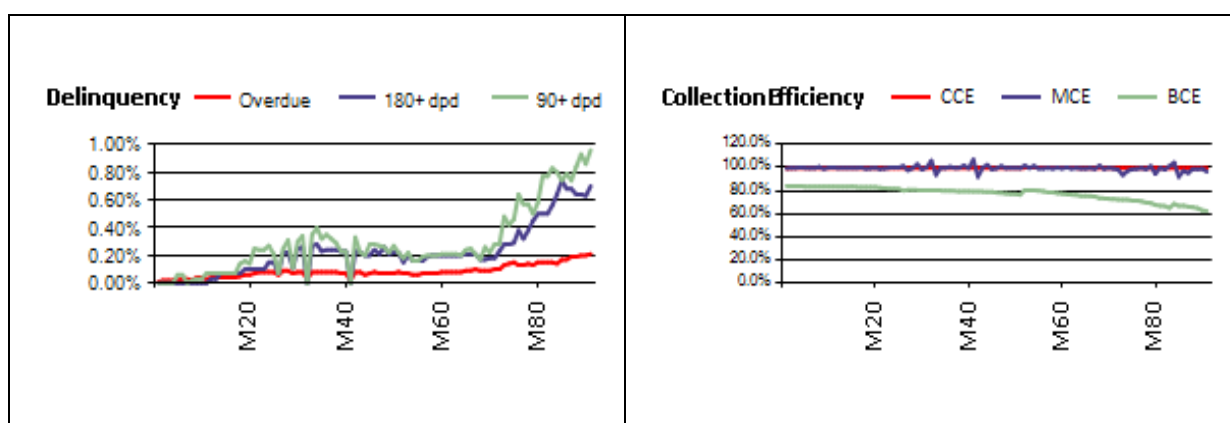 Delinquency Overdue 180+ dpd 90+ dpd
1.00%
0.80%
0.60%
0.40%
0.20%
0.00%
M20
M40
M60
M80
Collection Efficiency CCE MCE BCE
120.0%
100.0%
80.0%
60.0%
40.0%
20.0%
0.0%
M20
M40
M60
M80